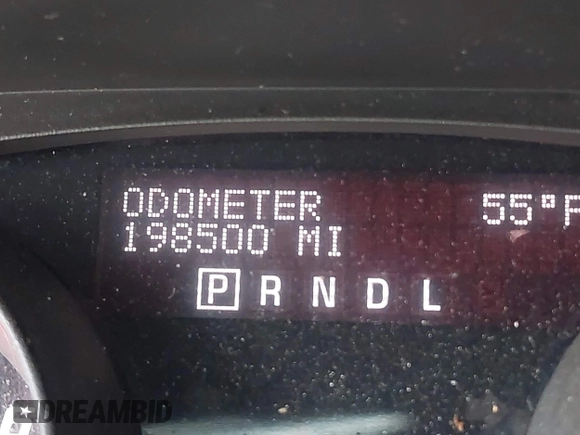 ODOMETER 55°F
198500 MI
P R N D L
DREAMBID